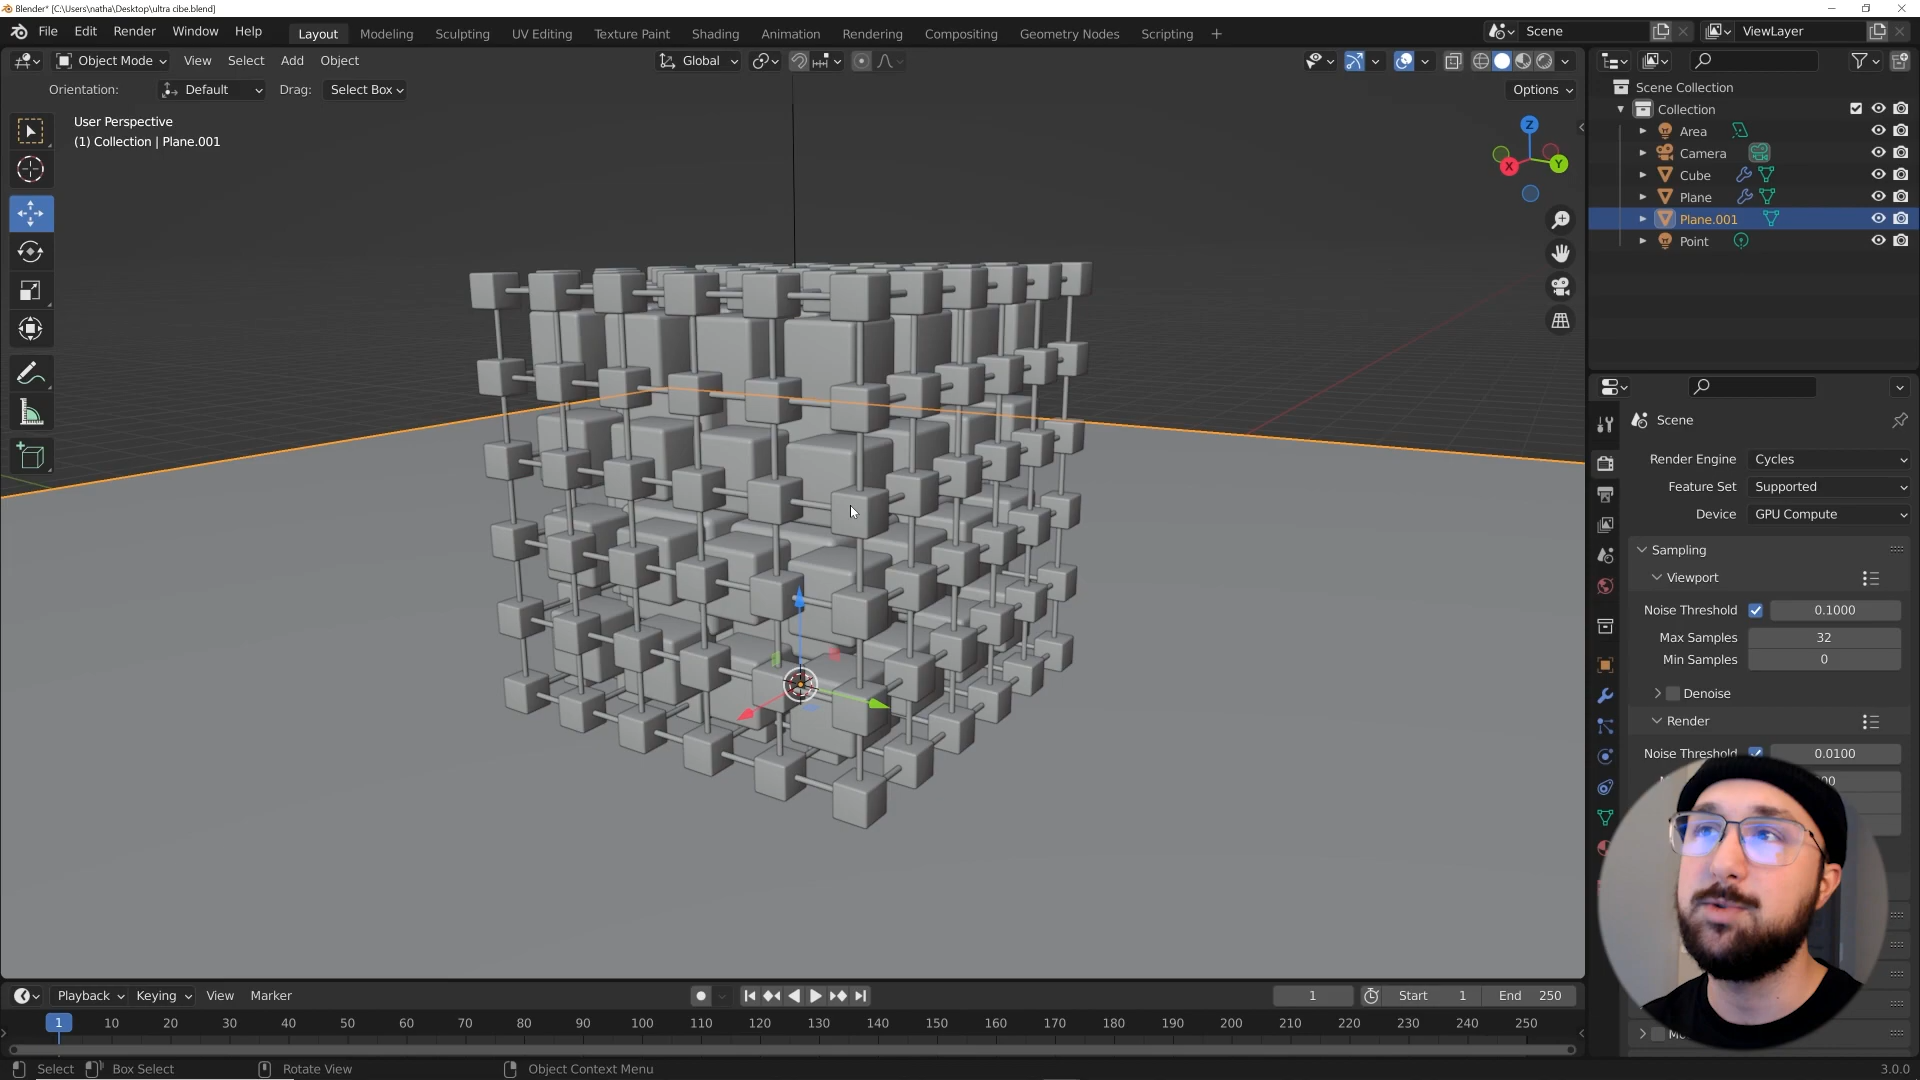 Blender* [C:\Users\natha\Desktop\ultra cibe.blend]
File Edit Render Window Help Layout Modeling Sculpting UV Editing Texture Paint Shading Animation Rendering Compositing Geometry Nodes Scripting + Scene ViewLayer
Object Mode View Select Add Object Global
Orientation: Default Drag: Select Box Options
User Perspective
(1) Collection | Plane.001
Z
X
Y
Scene Collection
Collection
Area
Camera
Cube
Plane
Plane.001
Point
Scene
Render Engine Cycles
Feature Set Supported
Device GPU Compute
Sampling
Viewport
Noise Threshold 0.1000
Max Samples 32
Min Samples 0
Denoise
Render
Noise Threshold 0.0100
Playback Keying View Marker 1 Start 1 End 250
1 10 20 30 40 50 60 70 80 90 100 110 120 130 140 150 160 170 180 190 200 210 220 230 240 250
Select Box Select Rotate View Object Context Menu 3.0.0